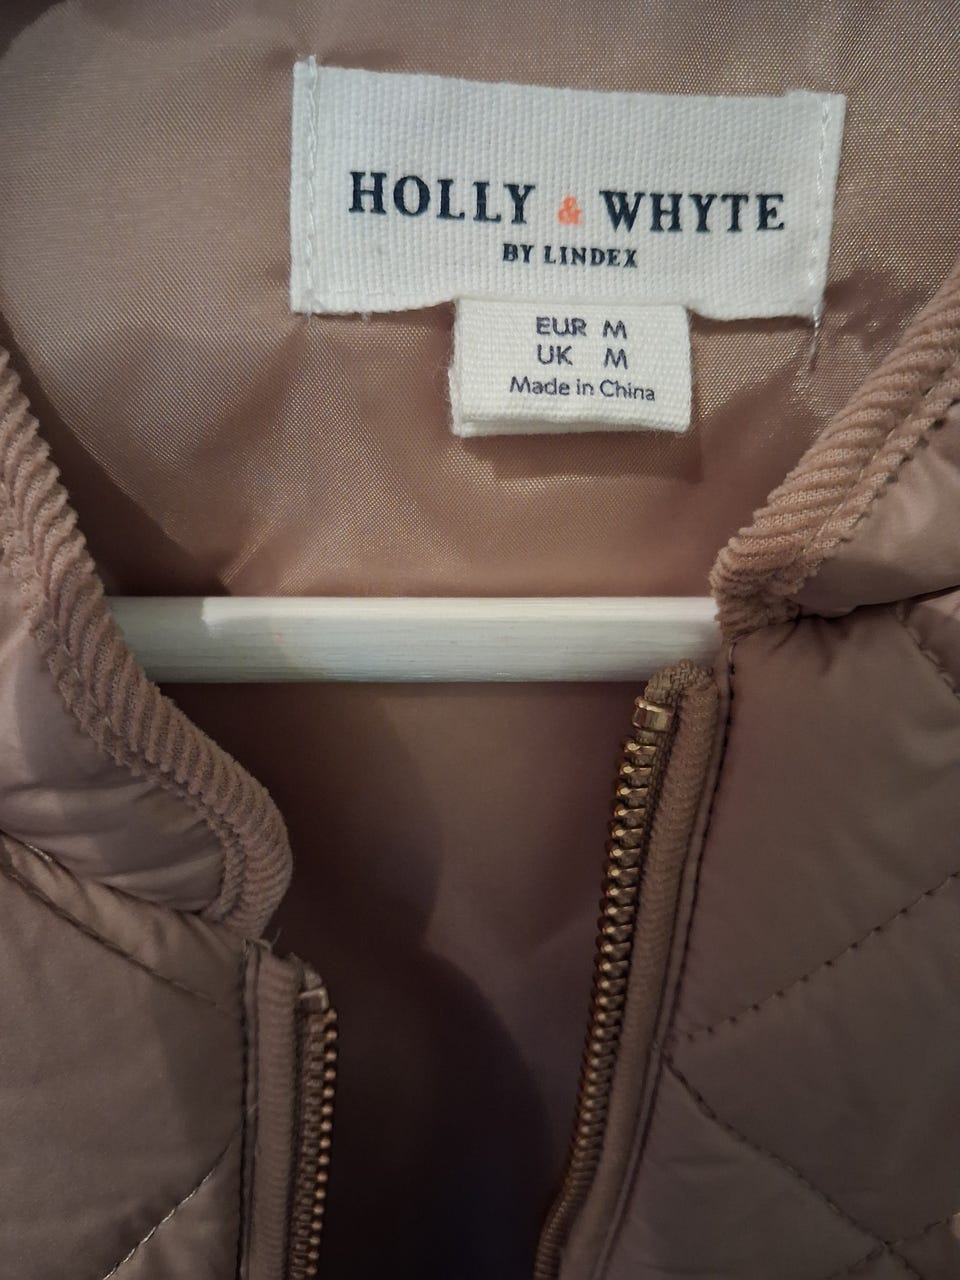 HOLLY & WHYTE
BY LINDEX
EUR M
UK M
Made in China